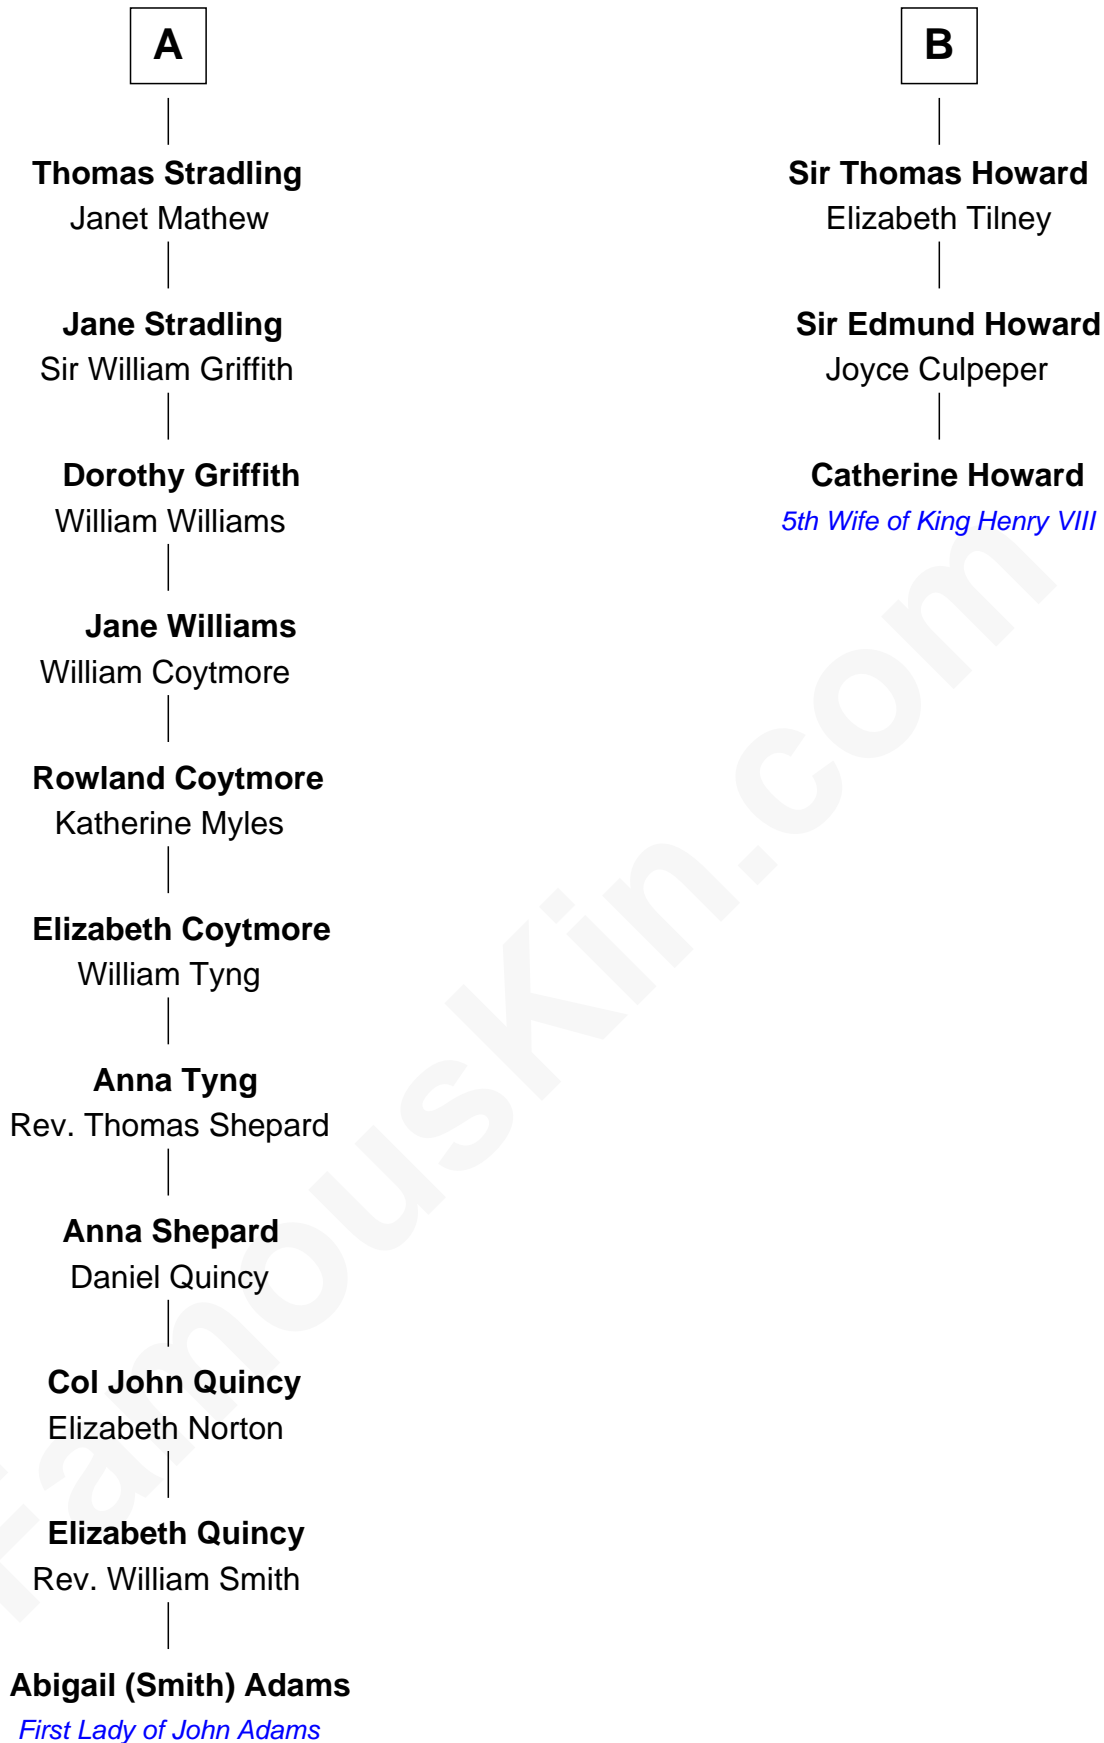 A
Thomas Stradling
Janet Mathew
Jane Stradling
Sir William Griffith
Dorothy Griffith
William Williams
Jane Williams
William Coytmore
Rowland Coytmore
Katherine Myles
Elizabeth Coytmore
William Tyng
Anna Tyng
Rev. Thomas Shepard
Anna Shepard
Daniel Quincy
Col John Quincy
Elizabeth Norton
Elizabeth Quincy
Rev. William Smith
Abigail (Smith) Adams
First Lady of John Adams
B
Sir Thomas Howard
Elizabeth Tilney
Sir Edmund Howard
Joyce Culpeper
Catherine Howard
5th Wife of King Henry VIII
FamousKin.com